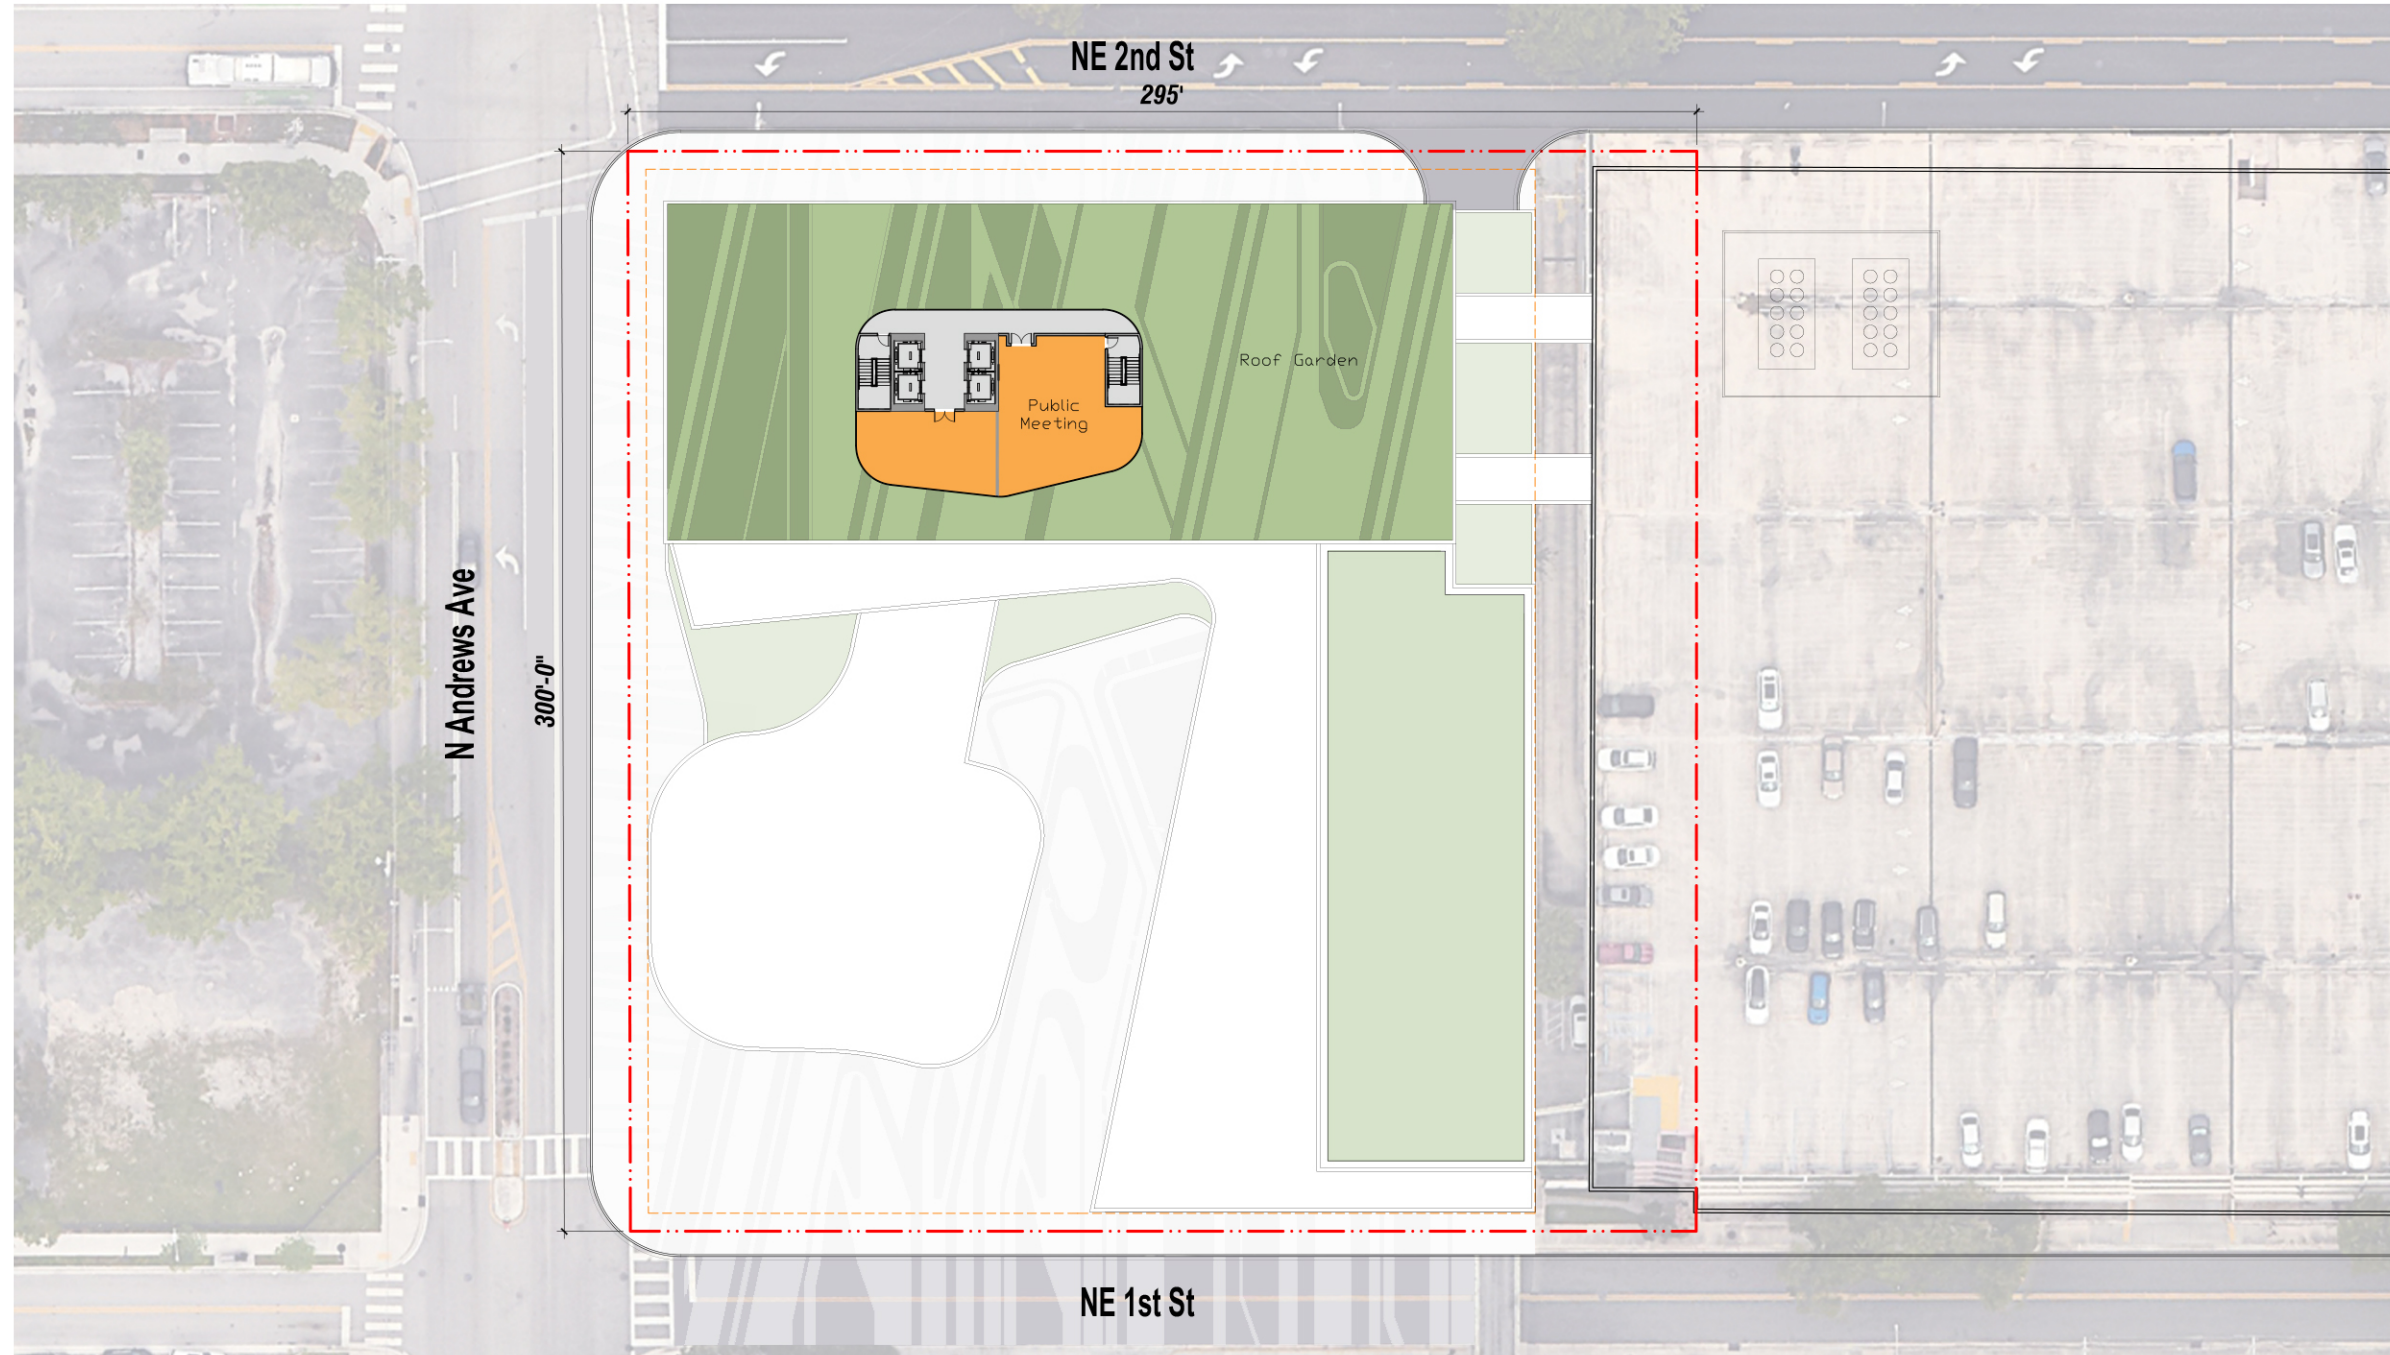 NE 2nd St
295'
Roof Garden
Public
Meeting
N Andrews Ave
300'-0"
NE 1st St